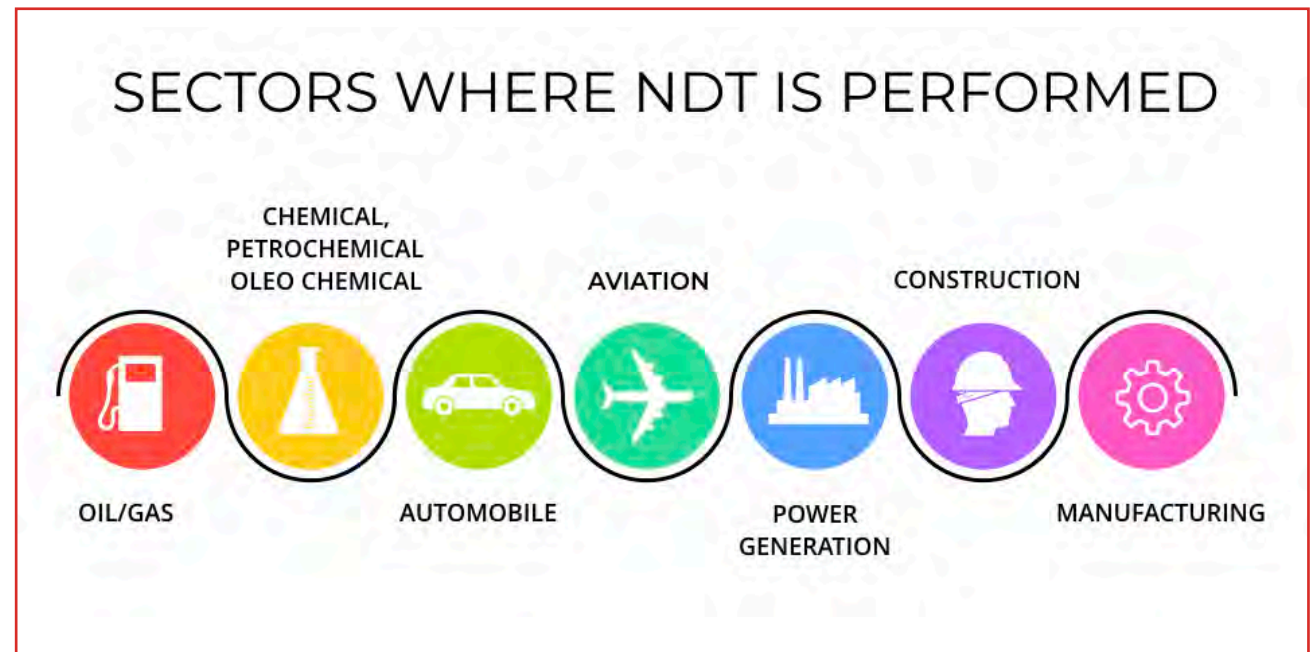 SECTORS WHERE NDT IS PERFORMED
CHEMICAL,
PETROCHEMICAL
OLEO CHEMICAL
AVIATION
CONSTRUCTION
OIL/GAS
AUTOMOBILE
POWER
GENERATION
MANUFACTURING